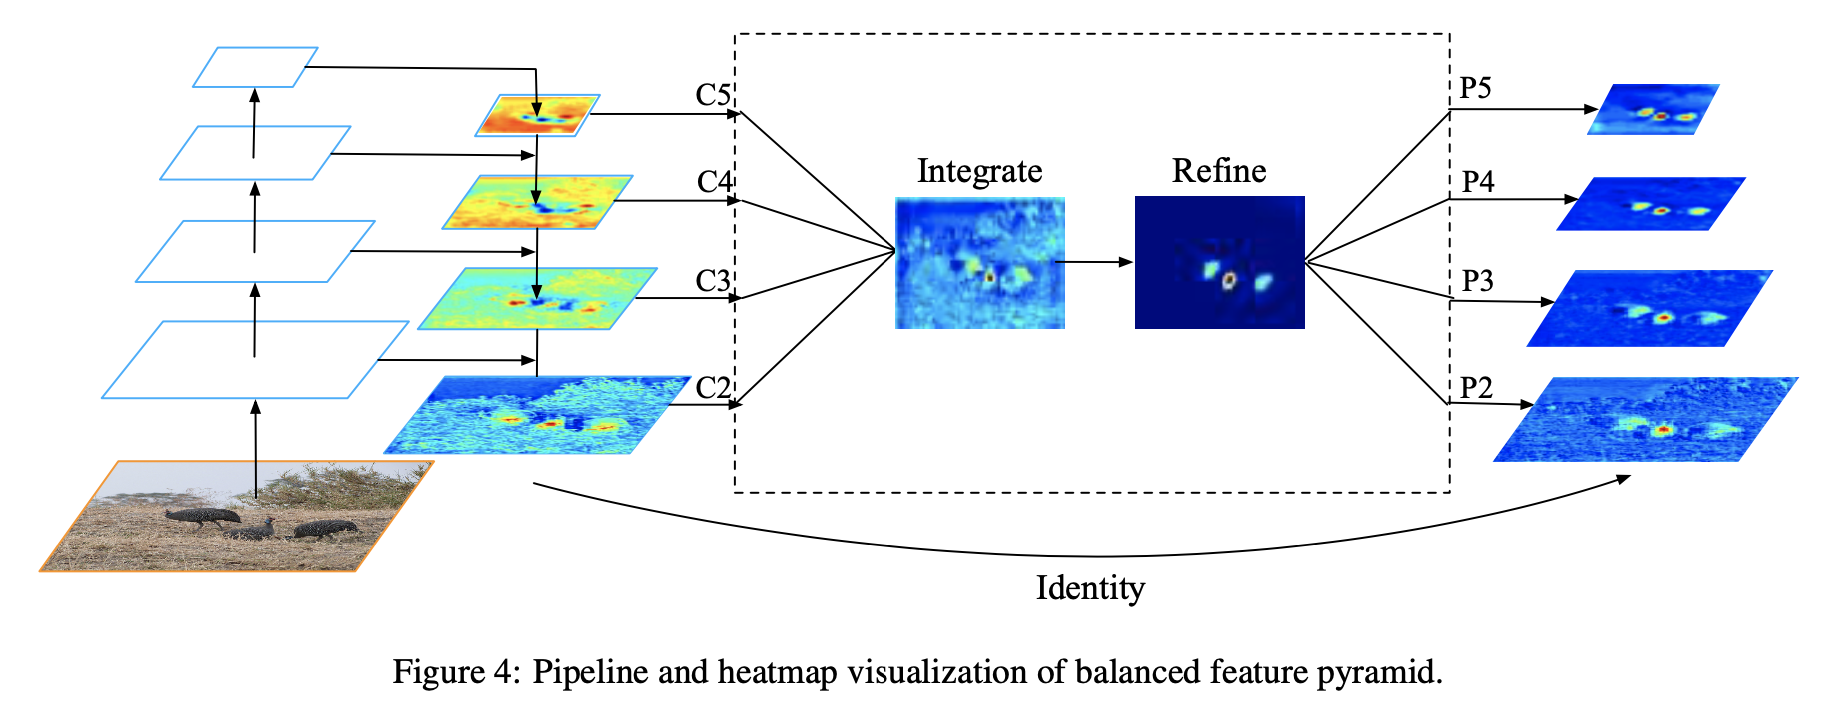 C5
P5
Integrate
Refine
C4
P4
C3
P3
C2
P2
Identity
Figure 4: Pipeline and heatmap visualization of balanced feature pyramid.